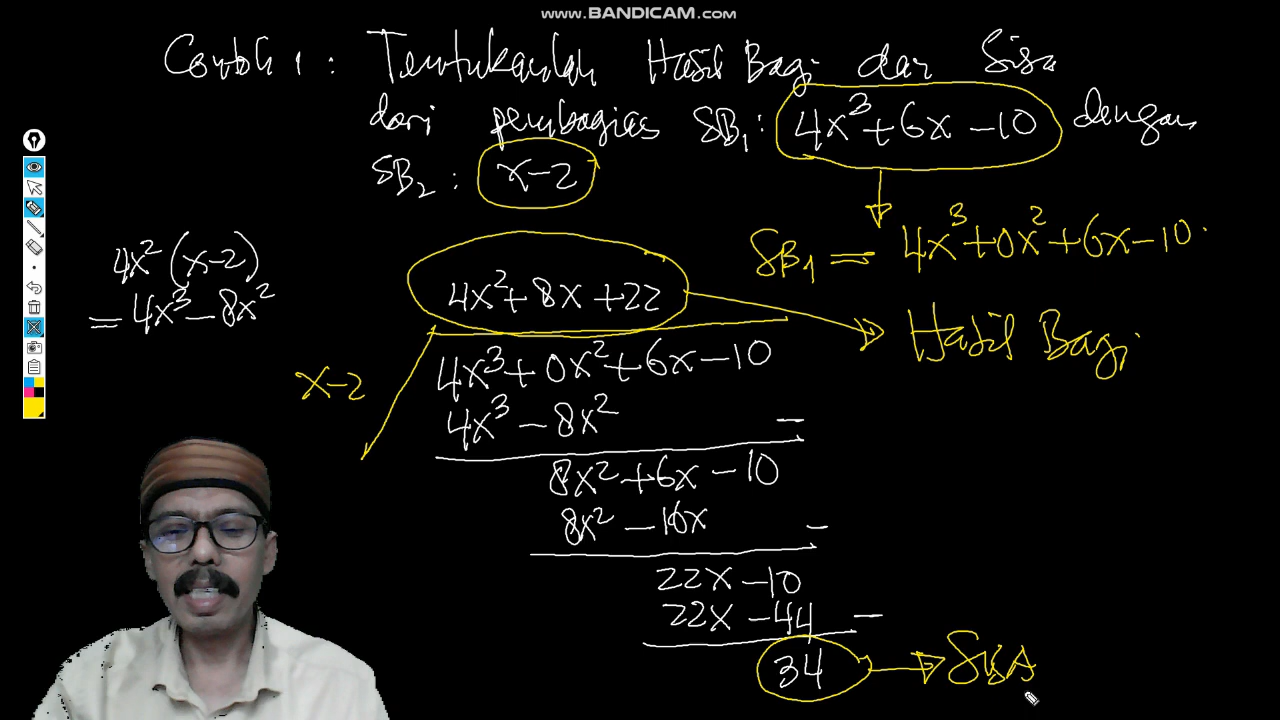 www.BANDICAM.com
Contoh 1: Tentukanlah Hasil Bagi dan Sisa
dari pembagian SB₁: 4x³+6x-10 dengan
SB₂: x-2
SB₁ = 4x³+0x²+6x-10.
4x²(x-2)
= 4x³-8x²
4x²+8x+22
Hasil Bagi
x-2
4x³+0x²+6x-10
4x³-8x² -
8x²+6x-10
8x²-16x -
22x-10
22x-44 -
34
SISA